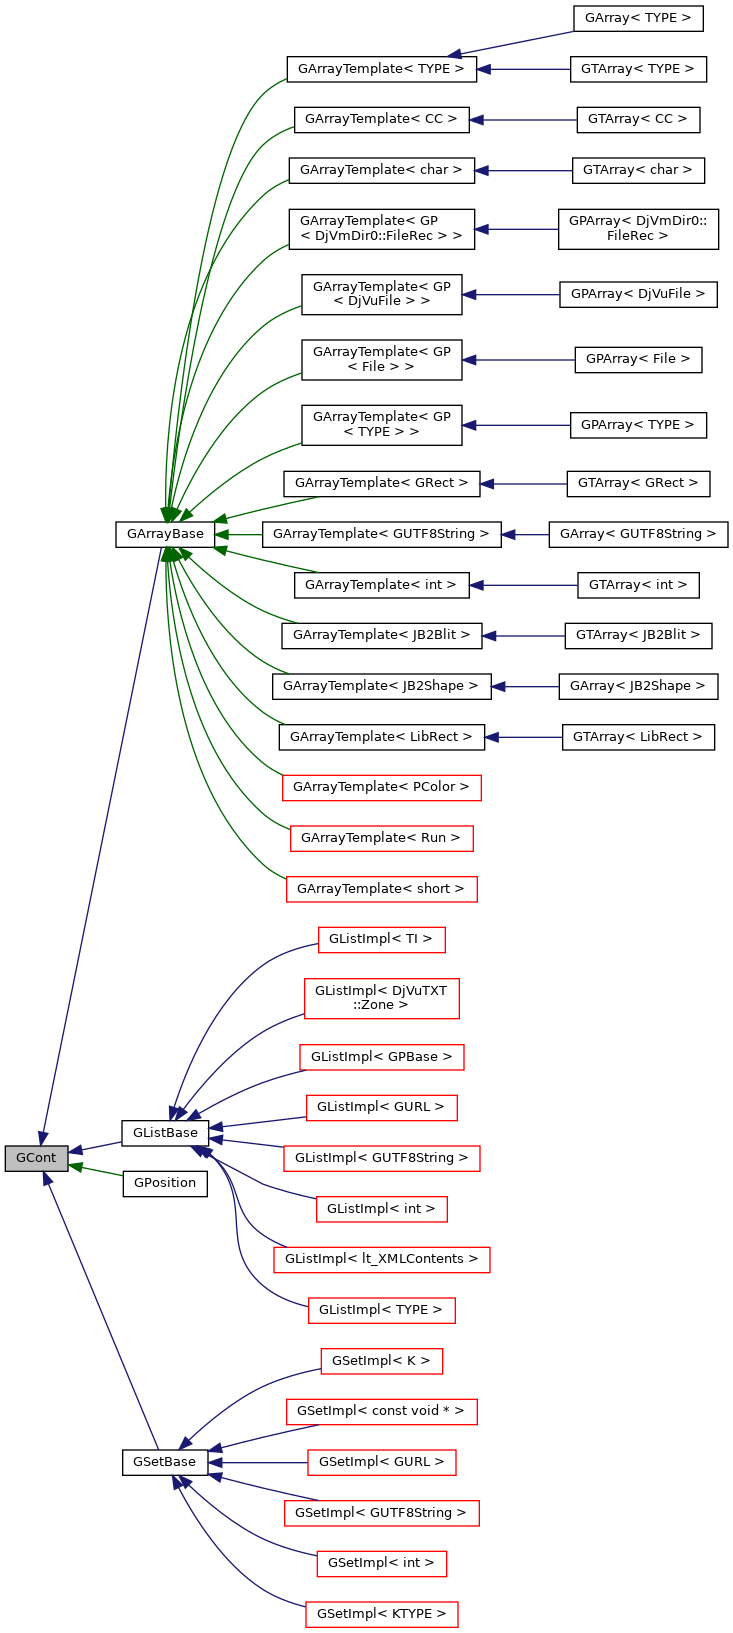 GArray< TYPE >
GArrayTemplate< TYPE >
GTArray< TYPE >
GArrayTemplate< CC >
GTArray< CC >
GArrayTemplate< char >
GTArray< char >
GArrayTemplate< GP
< DjVmDir0::FileRec > >
GPArray< DjVmDir0::
FileRec >
GArrayTemplate< GP
< DjVuFile > >
GPArray< DjVuFile >
GArrayTemplate< GP
< File > >
GPArray< File >
GArrayTemplate< GP
< TYPE > >
GPArray< TYPE >
GArrayTemplate< GRect >
GTArray< GRect >
GArrayBase
GArrayTemplate< GUTF8String >
GArray< GUTF8String >
GArrayTemplate< int >
GTArray< int >
GArrayTemplate< JB2Blit >
GTArray< JB2Blit >
GArrayTemplate< JB2Shape >
GArray< JB2Shape >
GArrayTemplate< LibRect >
GTArray< LibRect >
GArrayTemplate< PColor >
GArrayTemplate< Run >
GArrayTemplate< short >
GListImpl< TI >
GListImpl< DjVuTXT
::Zone >
GListImpl< GPBase >
GListImpl< GURL >
GListBase
GListImpl< GUTF8String >
GCont
GPosition
GListImpl< int >
GListImpl< lt_XMLContents >
GListImpl< TYPE >
GSetImpl< K >
GSetImpl< const void * >
GSetBase
GSetImpl< GURL >
GSetImpl< GUTF8String >
GSetImpl< int >
GSetImpl< KTYPE >